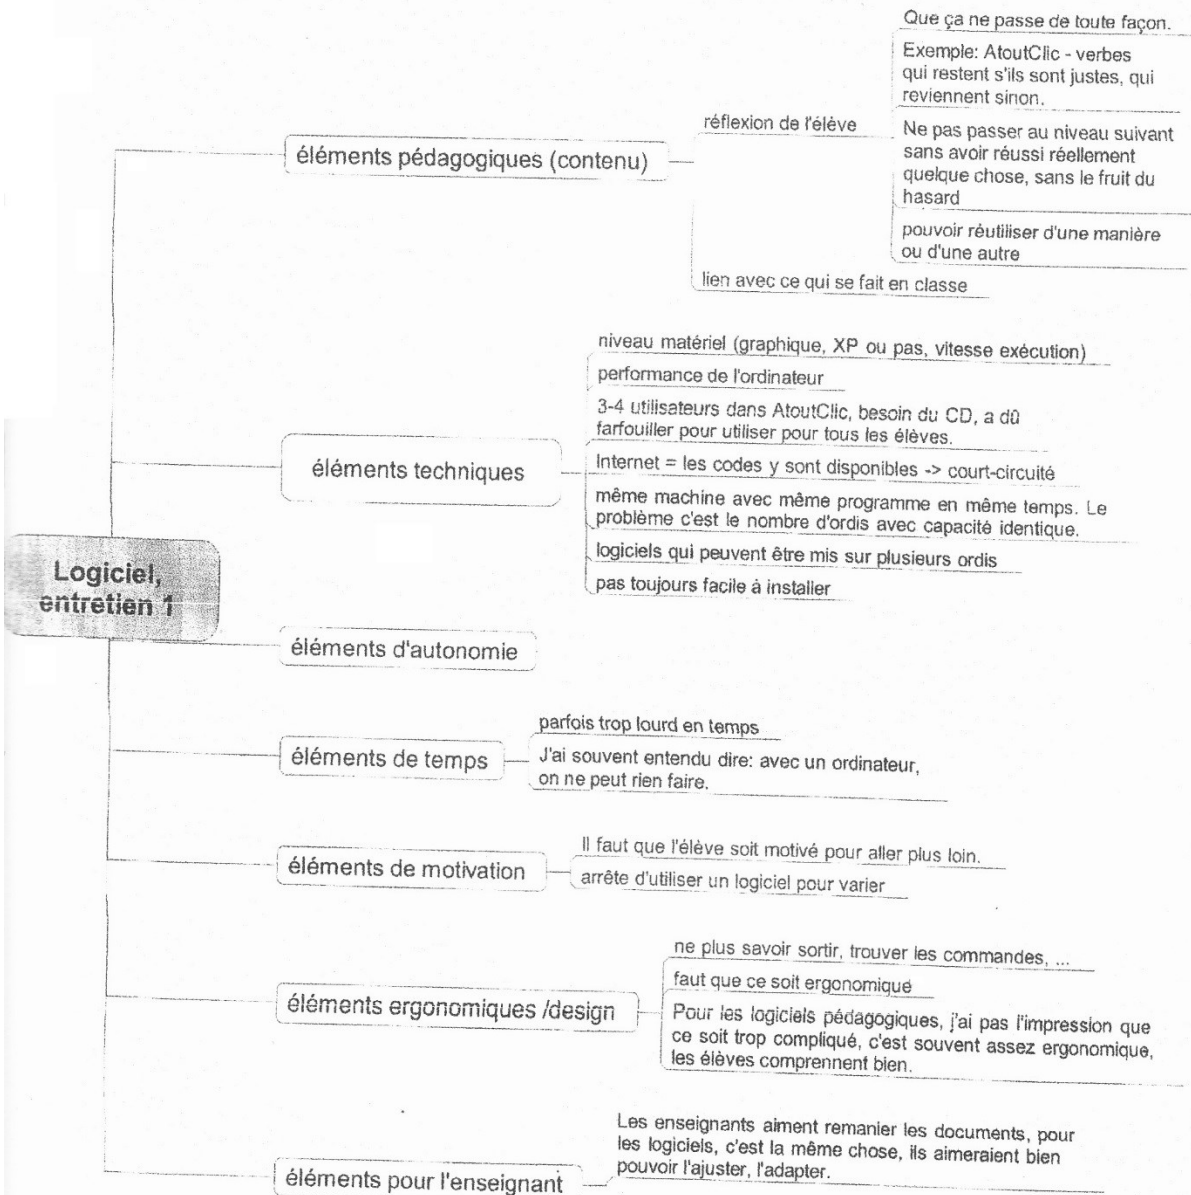 Que ça ne passe de toute façon.
Exemple: AtoutClic - verbes
qui restent s'ils sont justes, qui
reviennent sinon.
réflexion de l'élève
Ne pas passer au niveau suivant
sans avoir réussi réellement
quelque chose, sans le fruit du
hasard
éléments pédagogiques (contenu)
pouvoir réutiliser d'une manière
ou d'une autre
lien avec ce qui se fait en classe
niveau matériel (graphique, XP ou pas, vitesse exécution)
performance de l'ordinateur
3-4 utilisateurs dans AtoutClic, besoin du CD, a dû
farfouiller pour utiliser pour tous les élèves.
éléments techniques
Internet = les codes y sont disponibles -> court-circuité
même machine avec même programme en même temps. Le
problème c'est le nombre d'ordis avec capacité identique.
logiciels qui peuvent être mis sur plusieurs ordis
pas toujours facile à installer
Logiciel,
entretien 1
éléments d'autonomie
parfois trop lourd en temps
éléments de temps
J'ai souvent entendu dire: avec un ordinateur,
on ne peut rien faire.
Il faut que l'élève soit motivé pour aller plus loin.
éléments de motivation
arrête d'utiliser un logiciel pour varier
ne plus savoir sortir, trouver les commandes, ...
faut que ce soit ergonomique
éléments ergonomiques /design
Pour les logiciels pédagogiques, j'ai pas l'impression que
ce soit trop compliqué, c'est souvent assez ergonomique,
les élèves comprennent bien.
Les enseignants aiment remanier les documents, pour
les logiciels, c'est la même chose, ils aimeraient bien
pouvoir l'ajuster, l'adapter.
éléments pour l'enseignant